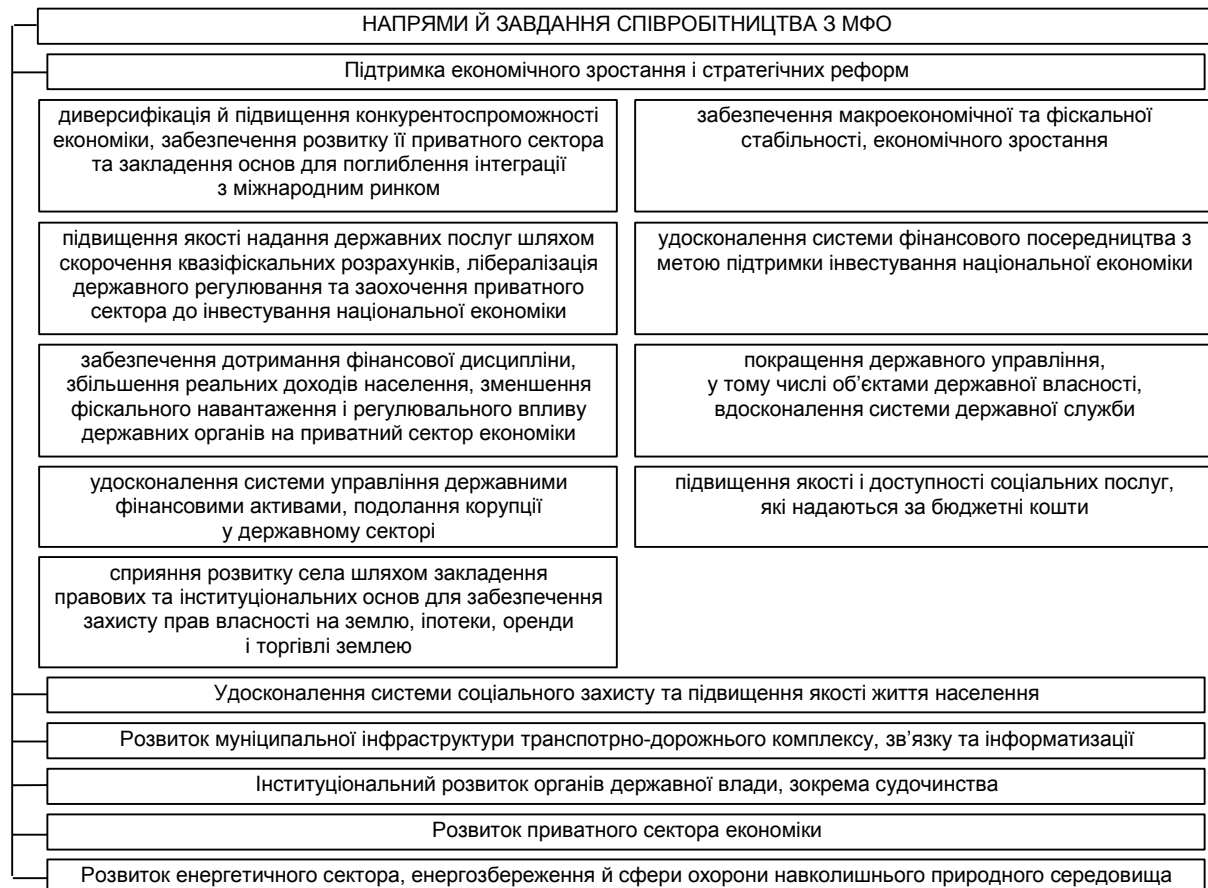 НАПРЯМИ Й ЗАВДАННЯ СПІВРОБІТНИЦТВА З МФО
Підтримка економічного зростання і стратегічних реформ
диверсифікація й підвищення конкурентоспроможності
економіки, забезпечення розвитку її приватного сектора
та закладення основ для поглиблення інтеграції
з міжнародним ринком
забезпечення макроекономічної та фіскальної
стабільності, економічного зростання
підвищення якості надання державних послуг шляхом
скорочення квазіфіскальних розрахунків, лібералізація
державного регулювання та заохочення приватного
сектора до інвестування національної економіки
удосконалення системи фінансового посередництва з
метою підтримки інвестування національної економіки
забезпечення дотримання фінансової дисципліни,
збільшення реальних доходів населення, зменшення
фіскального навантаження і регулювального впливу
державних органів на приватний сектор економіки
покращення державного управління,
у тому числі об’єктами державної власності,
вдосконалення системи державної служби
удосконалення системи управління державними
фінансовими активами, подолання корупції
у державному секторі
підвищення якості і доступності соціальних послуг,
які надаються за бюджетні кошти
сприяння розвитку села шляхом закладення
правових та інституціональних основ для забезпечення
захисту прав власності на землю, іпотеки, оренди
і торгівлі землею
Удосконалення системи соціального захисту та підвищення якості життя населення
Розвиток муніципальної інфраструктури транспотрно-дорожнього комплексу, зв’язку та інформатизації
Інституціональний розвиток органів державної влади, зокрема судочинства
Розвиток приватного сектора економіки
Розвиток енергетичного сектора, енергозбереження й сфери охорони навколишнього природного середовища